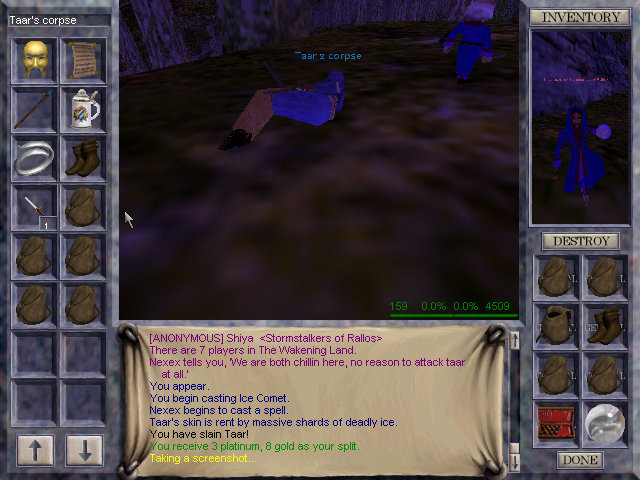 Taar's corpse
INVENTORY
Taar's corpse
1
DESTROY
159 0.0% 0.0% 4509
[ANONYMOUS] Shiya <Stormstalkers of Rallos>
There are 7 players in The Wakening Land.
Nexex tells you, 'We are both chillin here, no reason to attack taar
at all.'
You appear.
You begin casting Ice Comet.
Nexex begins to cast a spell.
Taar's skin is rent by massive shards of deadly ice.
You have slain Taar!
You receive 3 platinum, 8 gold as your split.
Taking a screenshot...
DONE